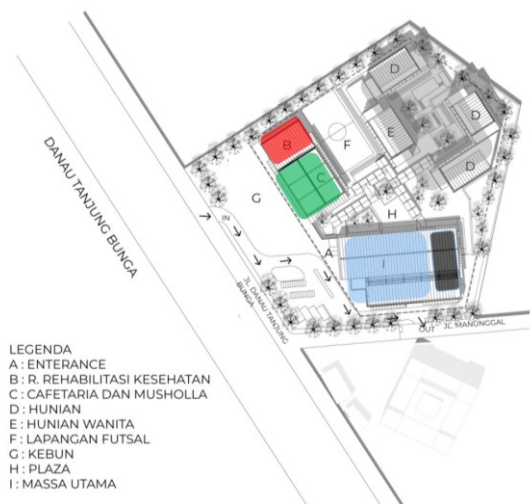 D
D
B
E
F
D
C
G
H
IN
A
I
DANAU TANJUNG BUNGA
JL. DANAU TANJUNG
BUNGA
OUT
JL. MANUNGGAL
LEGENDA
A : ENTERANCE
B : R. REHABILITASI KESEHATAN
C : CAFETARIA DAN MUSHOLLA
D : HUNIAN
E : HUNIAN WANITA
F : LAPANGAN FUTSAL
G : KEBUN
H : PLAZA
I : MASSA UTAMA